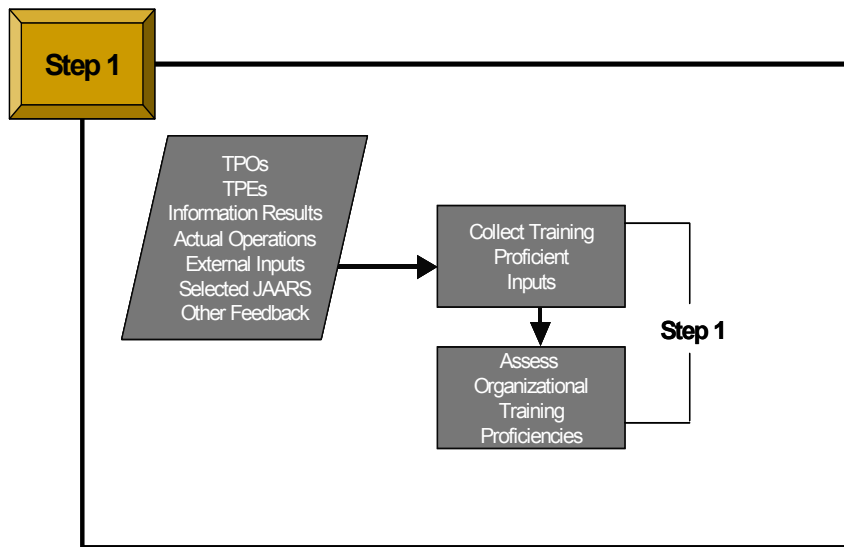 Step 1
TPOs
TPEs
Information Results
Actual Operations
External Inputs
Selected JAARS
Other Feedback
Collect Training
Proficient
Inputs
Step 1
Assess
Organizational
Training
Proficiencies